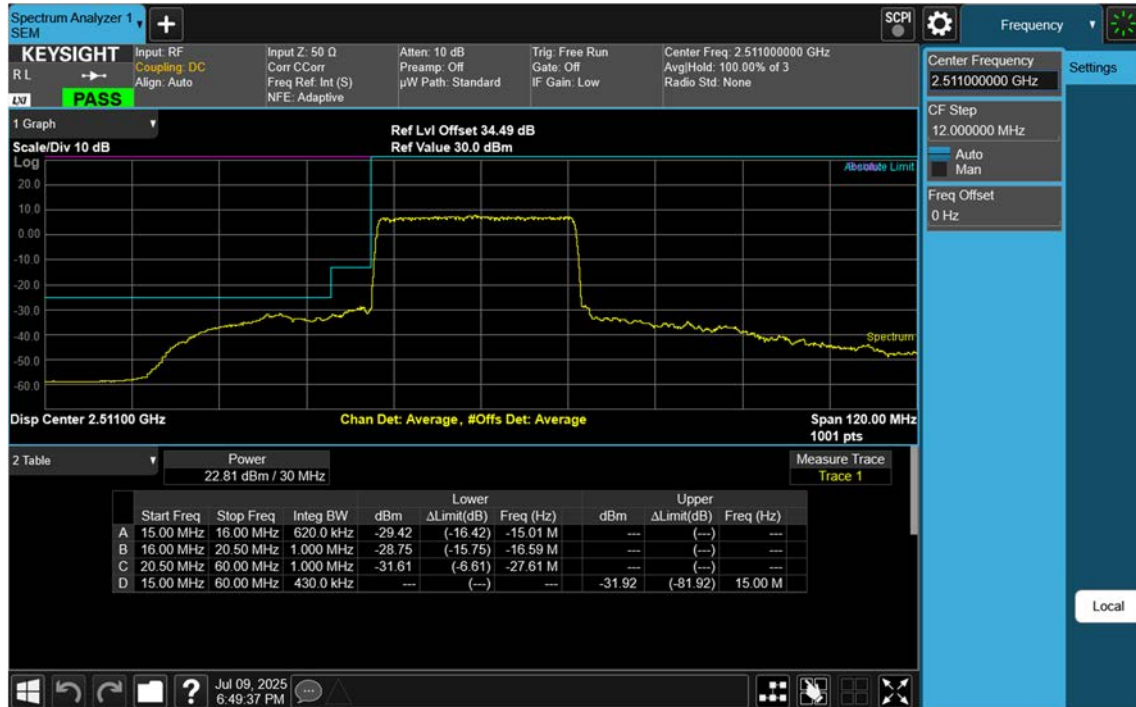 Spectrum Analyzer 1
SEM
SCPI
Frequency
KEYSIGHT
R L
LXI
PASS
Input: RF
Coupling: DC
Align: Auto
Input Z: 50 Ω
Corr CCorr
Freq Ref: Int (S)
NFE: Adaptive
Atten: 10 dB
Preamp: Off
µW Path: Standard
Trig: Free Run
Gate: Off
IF Gain: Low
Center Freq: 2.511000000 GHz
Avg|Hold: 100.00% of 3
Radio Std: None
Center Frequency
2.511000000 GHz
Settings
CF Step
12.000000 MHz
Auto
Man
Freq Offset
0 Hz
Local
1 Graph
Scale/Div 10 dB
Ref Lvl Offset 34.49 dB
Ref Value 30.0 dBm
Log
20.0
10.0
0.00
-10.0
-20.0
-30.0
-40.0
-50.0
-60.0
Absolute Limit
Spectrum
Disp Center 2.51100 GHz
Chan Det: Average, #Offs Det: Average
Span 120.00 MHz
1001 pts
2 Table
Power
22.81 dBm / 30 MHz
Measure Trace
Trace 1
Lower Upper
Start Freq Stop Freq Integ BW dBm ΔLimit(dB) Freq (Hz) dBm ΔLimit(dB) Freq (Hz)
A 15.00 MHz 16.00 MHz 620.0 kHz -29.42 (-16.42) -15.01 M --- (---) ---
B 16.00 MHz 20.50 MHz 1.000 MHz -28.75 (-15.75) -16.59 M --- (---) ---
C 20.50 MHz 60.00 MHz 1.000 MHz -31.61 (-6.61) -27.61 M --- (---) ---
D 15.00 MHz 60.00 MHz 430.0 kHz --- (---) --- -31.92 (-81.92) 15.00 M
?
Jul 09, 2025
6:49:37 PM